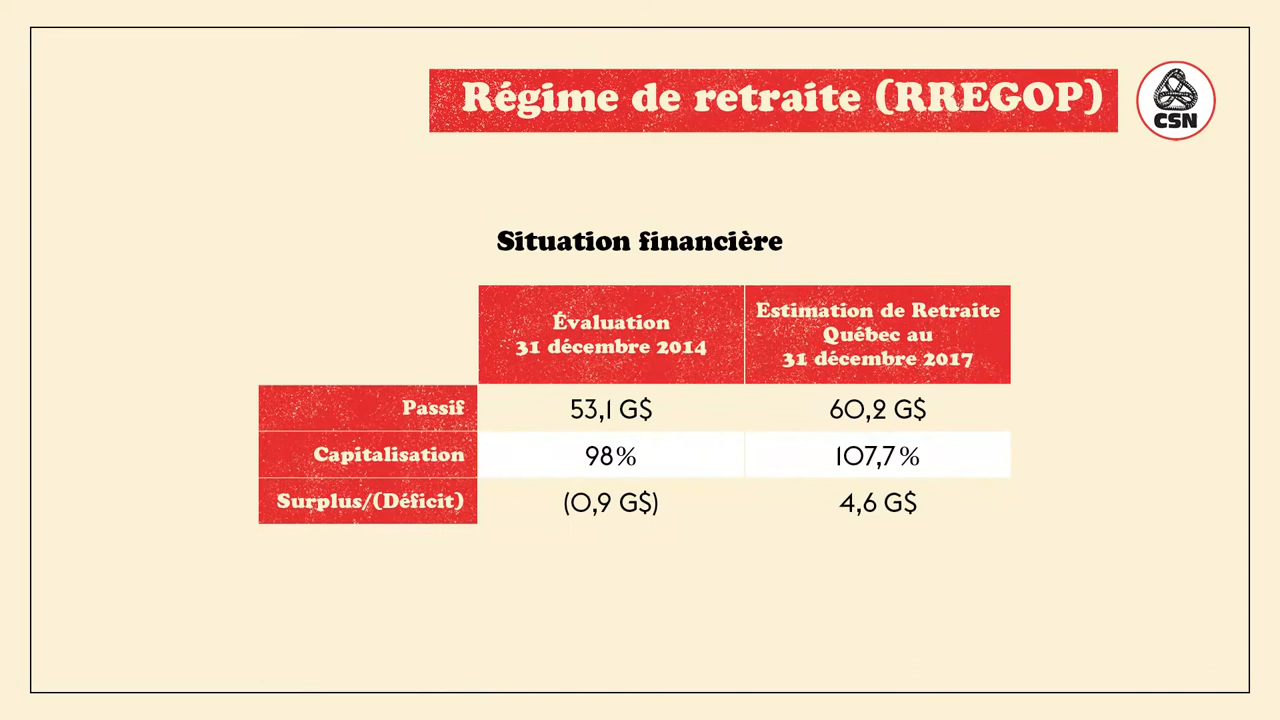 Régime de retraite (RREGOP)
CSN
Situation financière
Évaluation
31 décembre 2014
Estimation de Retraite
Québec au
31 décembre 2017
Passif 53,1 G$ 60,2 G$
Capitalisation 98% 107,7%
Surplus/(Déficit) (0,9 G$) 4,6 G$